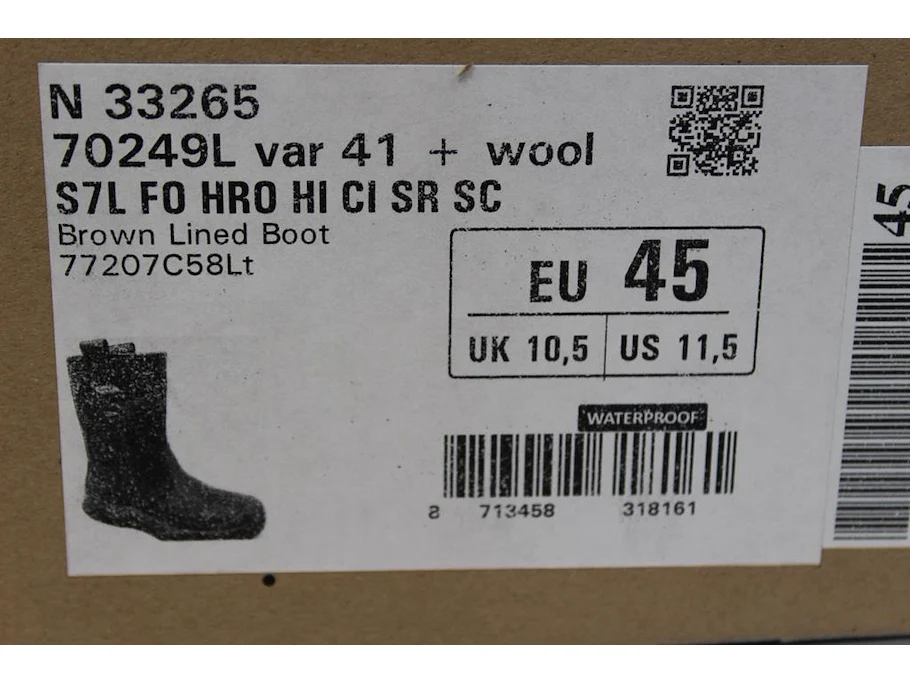 N 33265
70249L var 41 + wool
S7L FO HRO HI CI SR SC
Brown Lined Boot
77207C58Lt
EU 45
UK 10,5 US 11,5
WATERPROOF
8 713458 318161
45